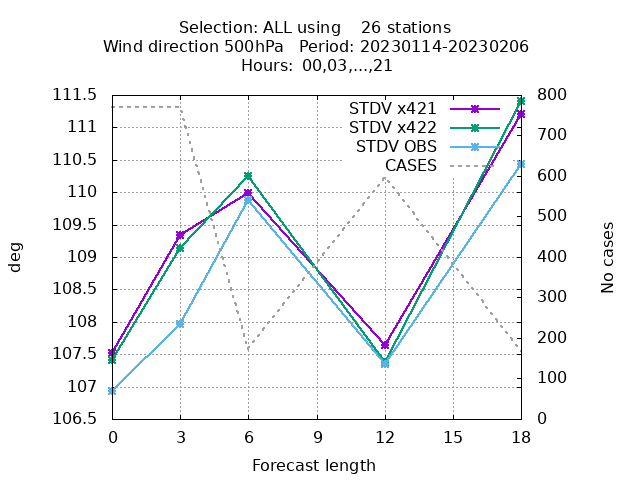 Selection: ALL using    26 stations
Wind direction 500hPa   Period: 20230114-20230206
Hours:  00,03,...,21
STDV x421
STDV x422
STDV OBS
CASES
111.5
111
110.5
110
109.5
109
108.5
108
107.5
107
106.5
deg
800
700
600
500
400
300
200
100
0
No cases
0 3 6 9 12 15 18
Forecast length